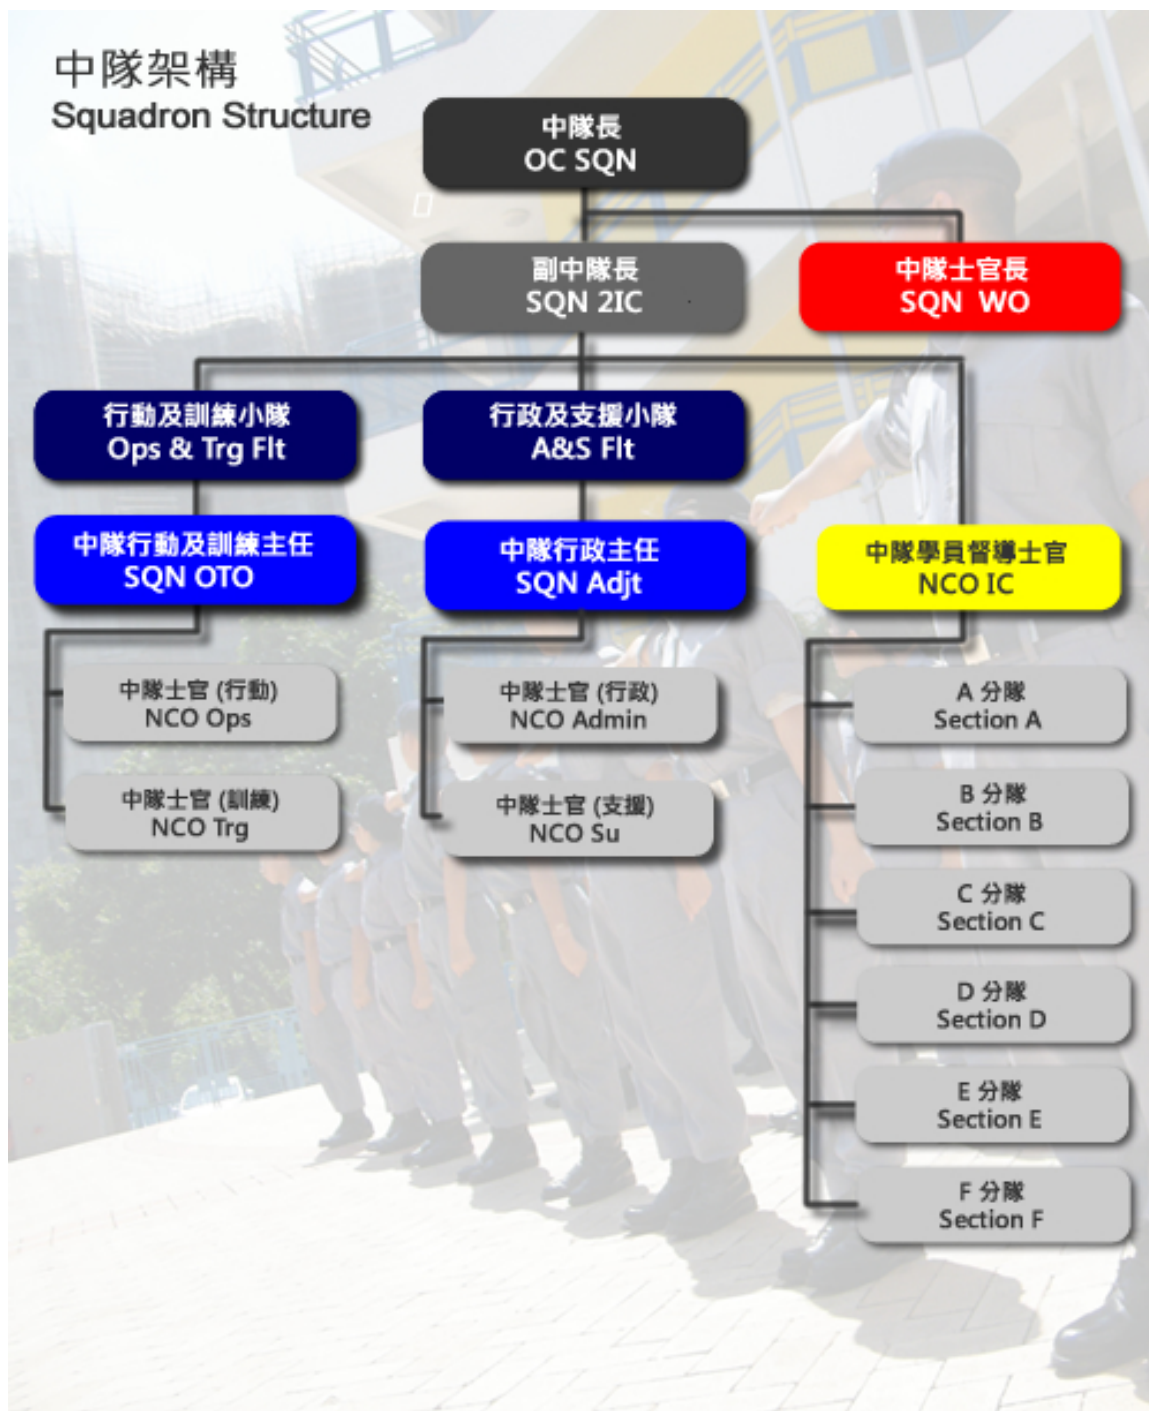 中隊架構
Squadron Structure
中隊長
OC SQN
副中隊長
SQN 2IC
中隊士官長
SQN WO
行動及訓練小隊
Ops & Trg Flt
行政及支援小隊
A&S Flt
中隊行動及訓練主任
SQN OTO
中隊行政主任
SQN Adjt
中隊學員督導士官
NCO IC
中隊士官 (行動)
NCO Ops
中隊士官 (訓練)
NCO Trg
中隊士官 (行政)
NCO Admin
中隊士官 (支援)
NCO Su
A 分隊
Section A
B 分隊
Section B
C 分隊
Section C
D 分隊
Section D
E 分隊
Section E
F 分隊
Section F